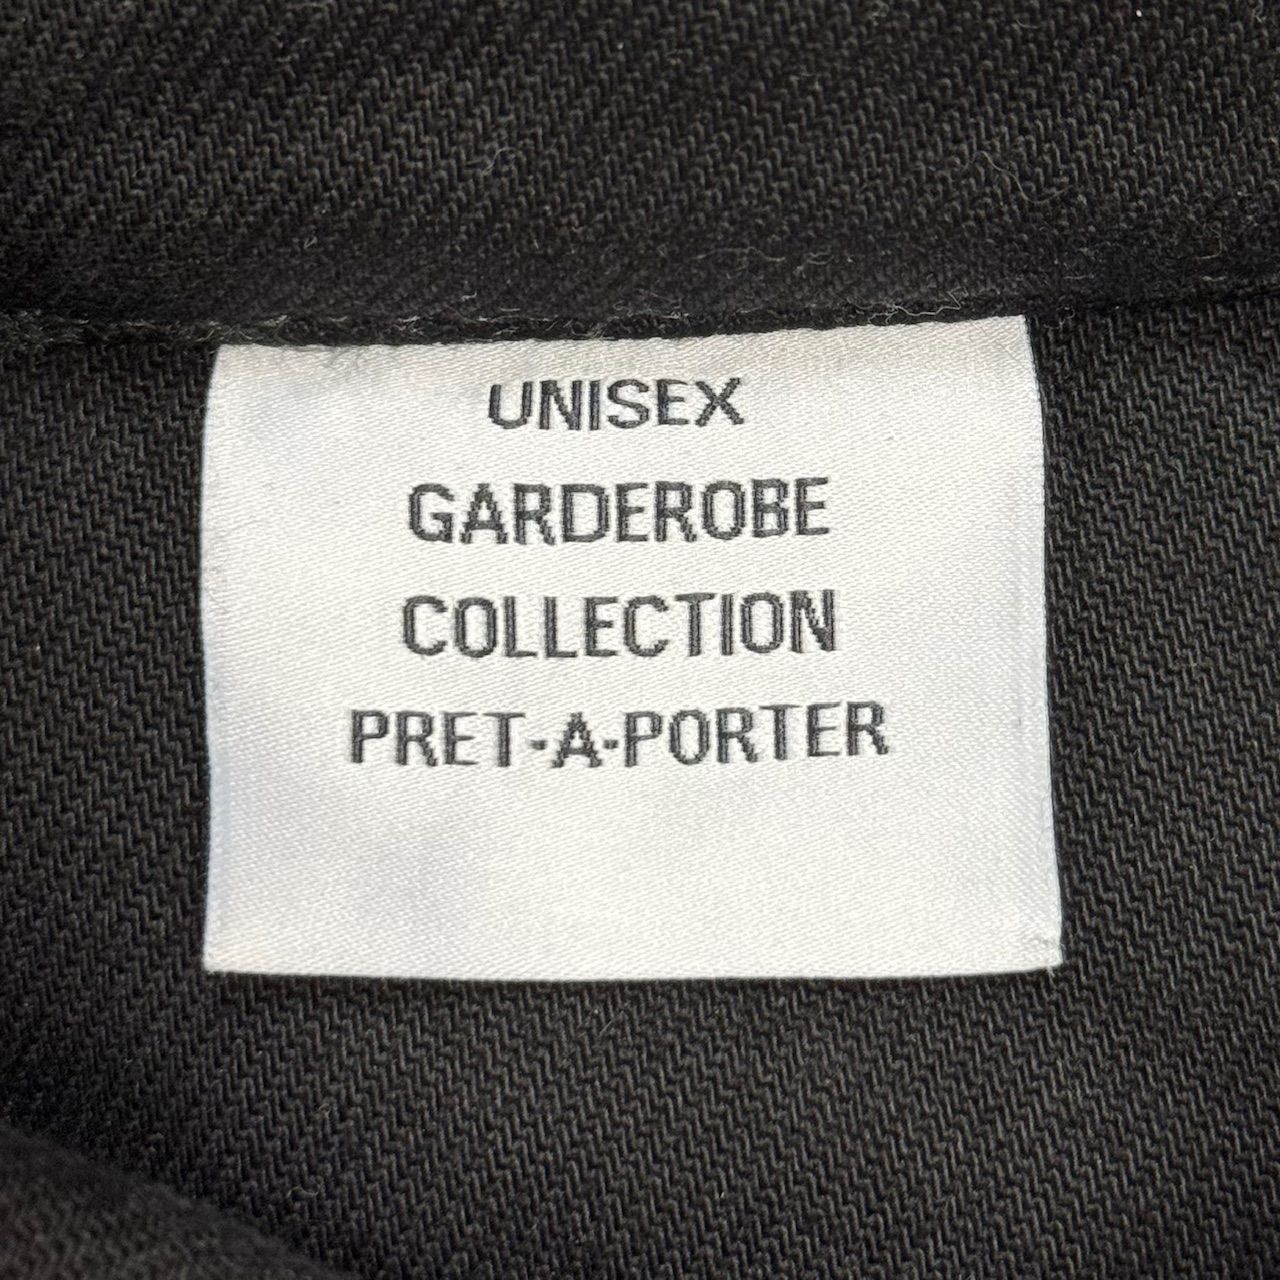 UNISEX
GARDEROBE
COLLECTION
PRET-A-PORTER